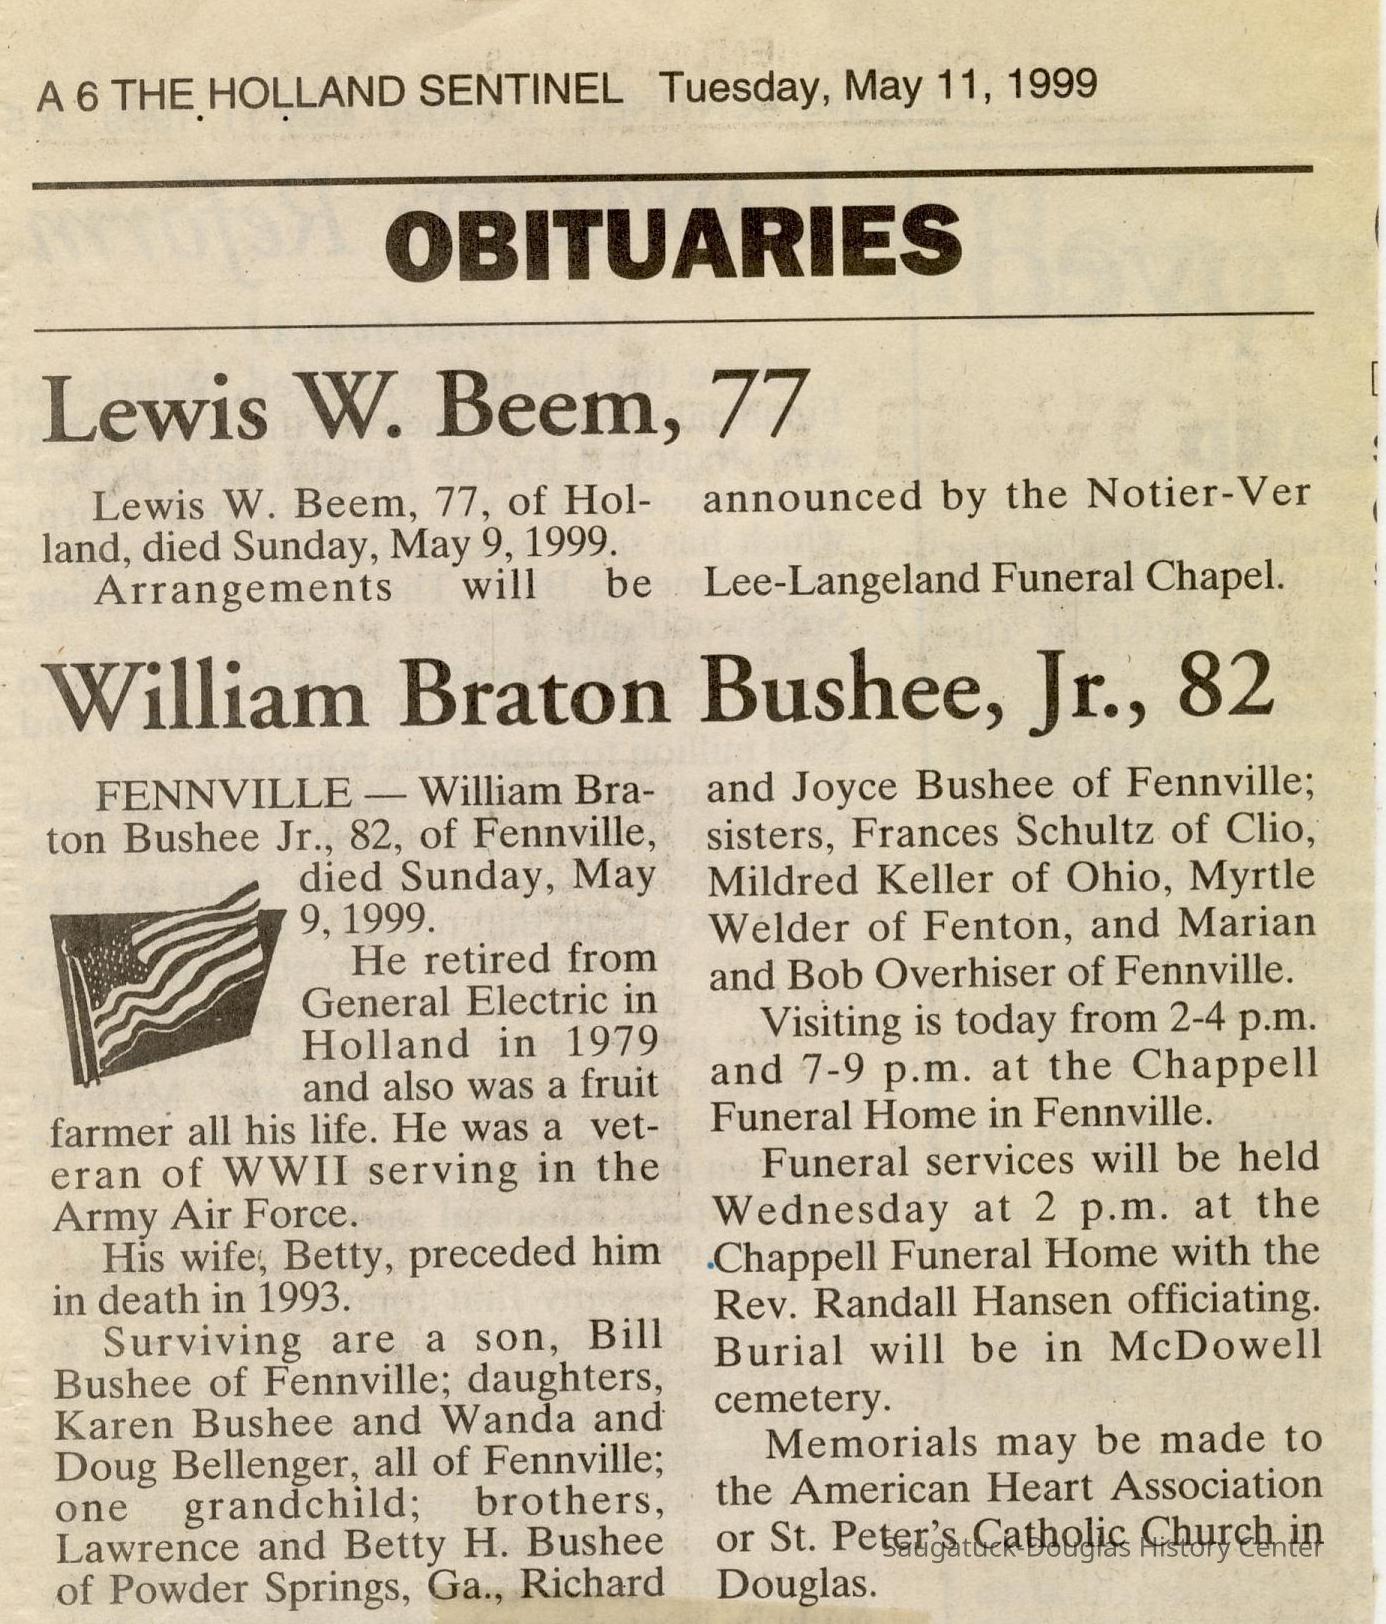 A 6 THE HOLLAND SENTINEL Tuesday, May 11, 1999
OBITUARIES
Lewis W. Beem, 77
Lewis W. Beem, 77, of Hol-
land, died Sunday, May 9, 1999.
Arrangements will be
announced by the Notier-Ver
Lee-Langeland Funeral Chapel.
William Braton Bushee, Jr., 82
FENNVILLE — William Bra-
ton Bushee Jr., 82, of Fennville,
died Sunday, May
9, 1999.
He retired from
General Electric in
Holland in 1979
and also was a fruit
farmer all his life. He was a vet-
eran of WWII serving in the
Army Air Force.
His wife, Betty, preceded him
in death in 1993.
Surviving are a son, Bill
Bushee of Fennville; daughters,
Karen Bushee and Wanda and
Doug Bellenger, all of Fennville;
one grandchild; brothers,
Lawrence and Betty H. Bushee
of Powder Springs, Ga., Richard
and Joyce Bushee of Fennville;
sisters, Frances Schultz of Clio,
Mildred Keller of Ohio, Myrtle
Welder of Fenton, and Marian
and Bob Overhiser of Fennville.
Visiting is today from 2-4 p.m.
and 7-9 p.m. at the Chappell
Funeral Home in Fennville.
Funeral services will be held
Wednesday at 2 p.m. at the
Chappell Funeral Home with the
Rev. Randall Hansen officiating.
Burial will be in McDowell
cemetery.
Memorials may be made to
the American Heart Association
or St. Peter's Catholic Church in
Douglas.
Saugatuck-Douglas History Center